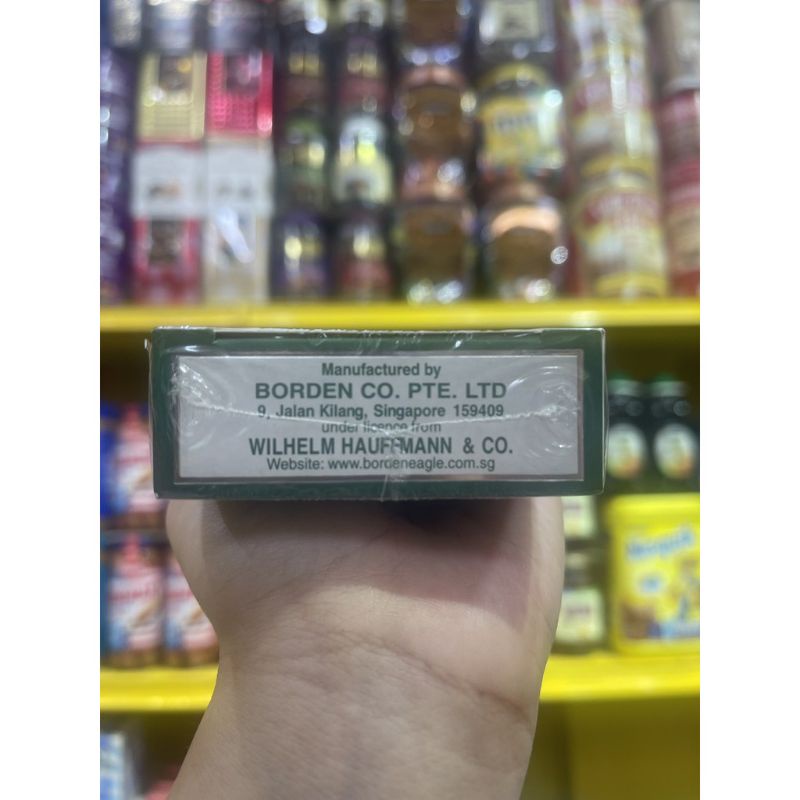 Manufactured by
BORDEN CO. PTE. LTD
9, Jalan Kilang, Singapore 159409
under licence from
WILHELM HAUFFMANN & CO.
Website: www.bordeneagle.com.sg